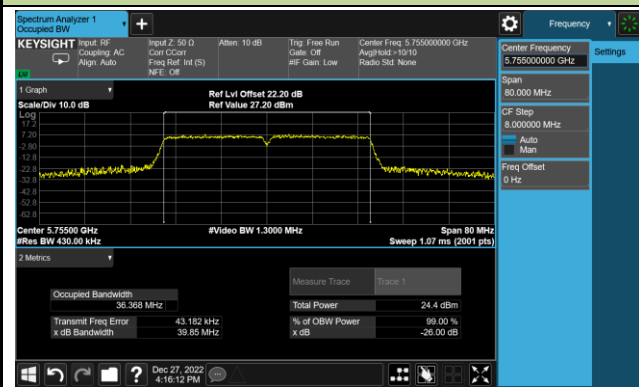 Spectrum Analyzer 1
Occupied BW
Frequency
KEYSIGHT
Input: RF
Coupling: AC
Align: Auto
Input Z: 50 Ω
Corr CCorr
Freq Ref: Int (S)
NFE: Off
Atten: 10 dB
Trig: Free Run
Gate: Off
#IF Gain: Low
Center Freq: 5.755000000 GHz
Avg|Hold:>10/10
Radio Std: None
Center Frequency
5.755000000 GHz
Settings
Span
80.000 MHz
CF Step
8.000000 MHz
Auto
Man
Freq Offset
0 Hz
1 Graph
Scale/Div 10.0 dB
Ref Lvl Offset 22.20 dB
Ref Value 27.20 dBm
Log
17.2
7.20
-2.80
-12.8
-22.8
-32.8
-42.8
-52.8
-62.8
Center 5.75500 GHz
#Res BW 430.00 kHz
#Video BW 1.3000 MHz
Span 80 MHz
Sweep 1.07 ms (2001 pts)
2 Metrics
Measure Trace
Trace 1
Occupied Bandwidth
36.368 MHz
Total Power
24.4 dBm
Transmit Freq Error
43.182 kHz
% of OBW Power
99.00 %
x dB Bandwidth
39.85 MHz
x dB
-26.00 dB
Dec 27, 2022
4:16:12 PM